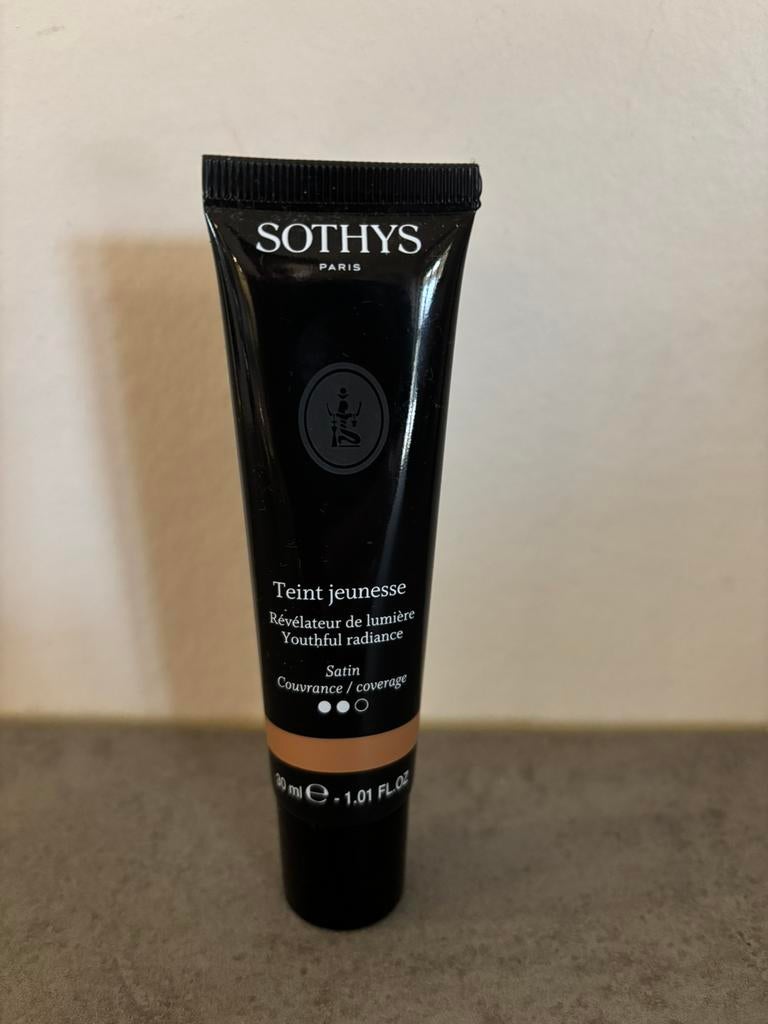 SOTHYS
PARIS
Teint jeunesse
Révélateur de lumière
Youthful radiance
Satin
Couvrance / coverage
30 ml ℮ - 1.01 FL.OZ